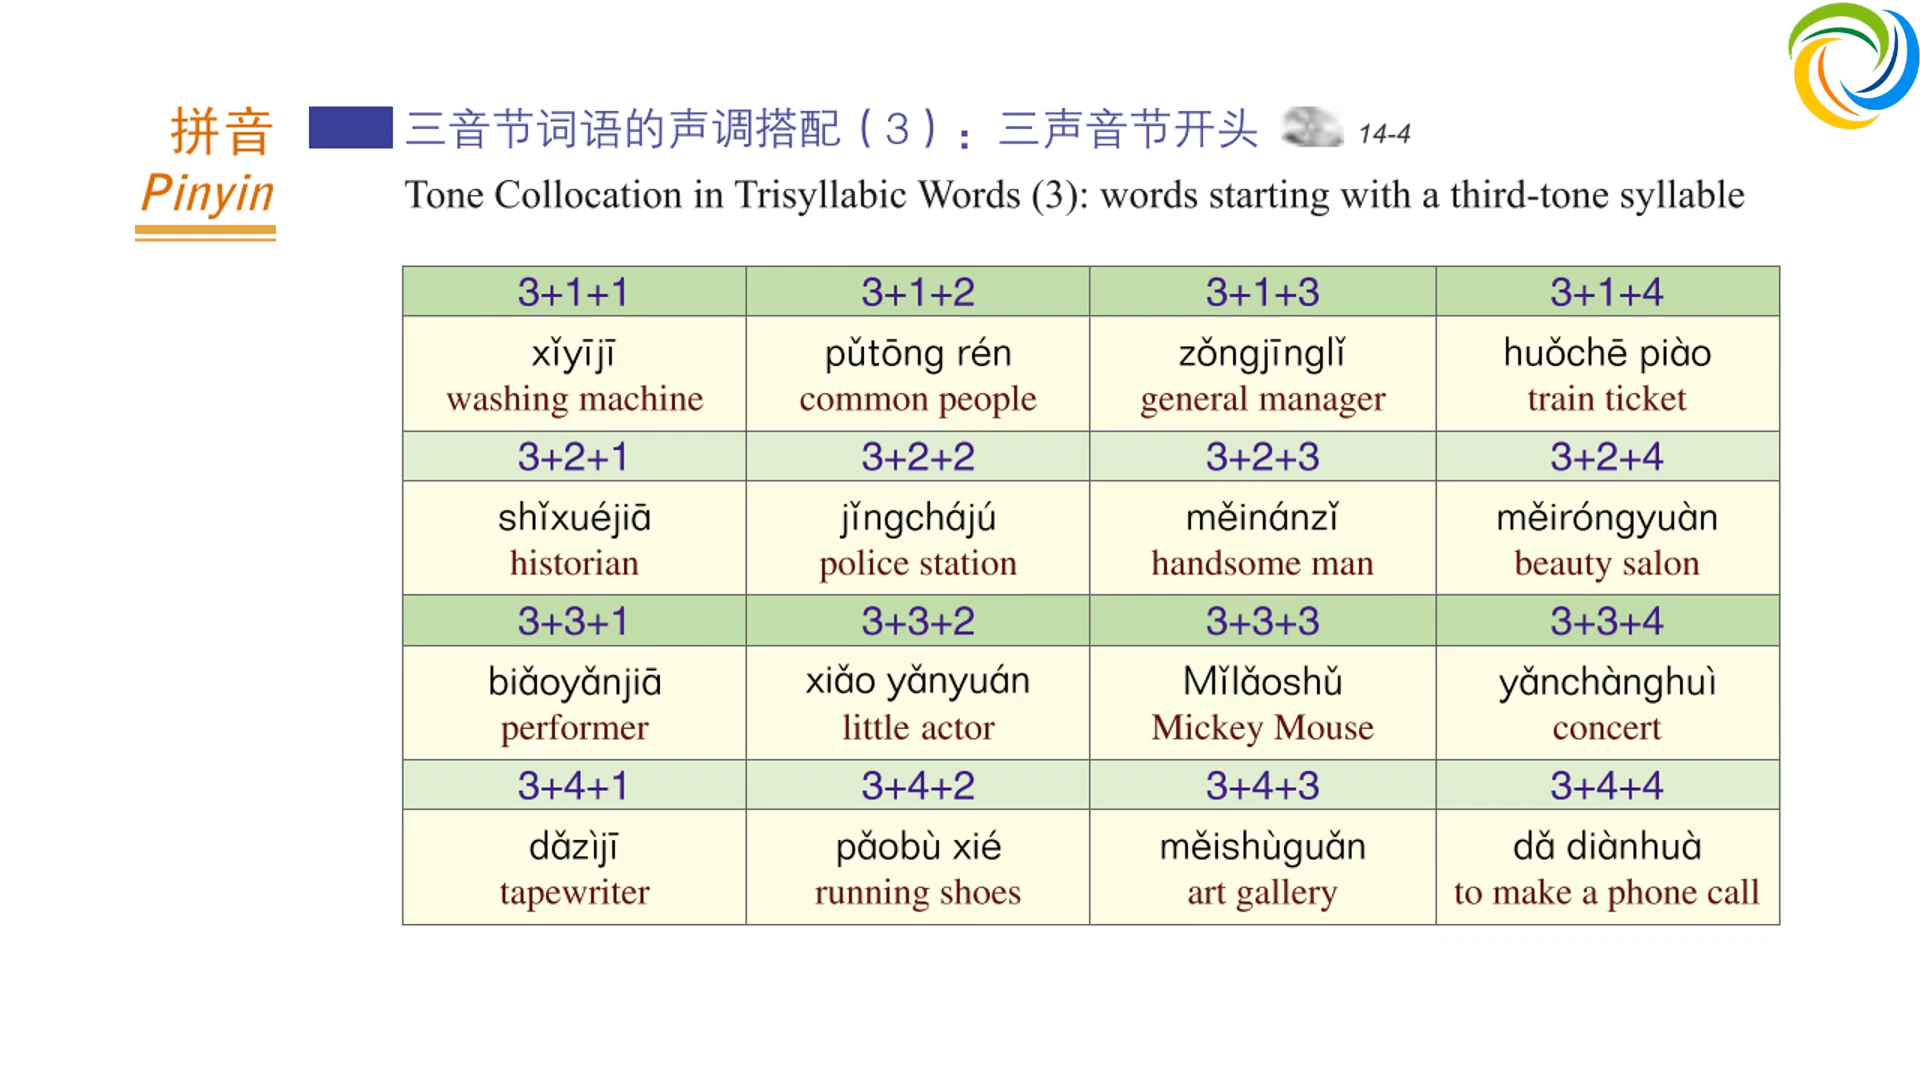 拼音
Pinyin
三音节词语的声调搭配(3):三声音节开头 14-4
Tone Collocation in Trisyllabic Words (3): words starting with a third-tone syllable
3+1+1 3+1+2 3+1+3 3+1+4
xǐyījī pǔtōng rén zǒngjīnglǐ huǒchē piào
washing machine common people general manager train ticket
3+2+1 3+2+2 3+2+3 3+2+4
shǐxuéjiā jǐngchájú měinánzǐ měiróngyuàn
historian police station handsome man beauty salon
3+3+1 3+3+2 3+3+3 3+3+4
biǎoyǎnjiā xiǎo yǎnyuán Mǐlǎoshǔ yǎnchànghuì
performer little actor Mickey Mouse concert
3+4+1 3+4+2 3+4+3 3+4+4
dǎzìjī pǎobù xié měishùguǎn dǎ diànhuà
tapewriter running shoes art gallery to make a phone call